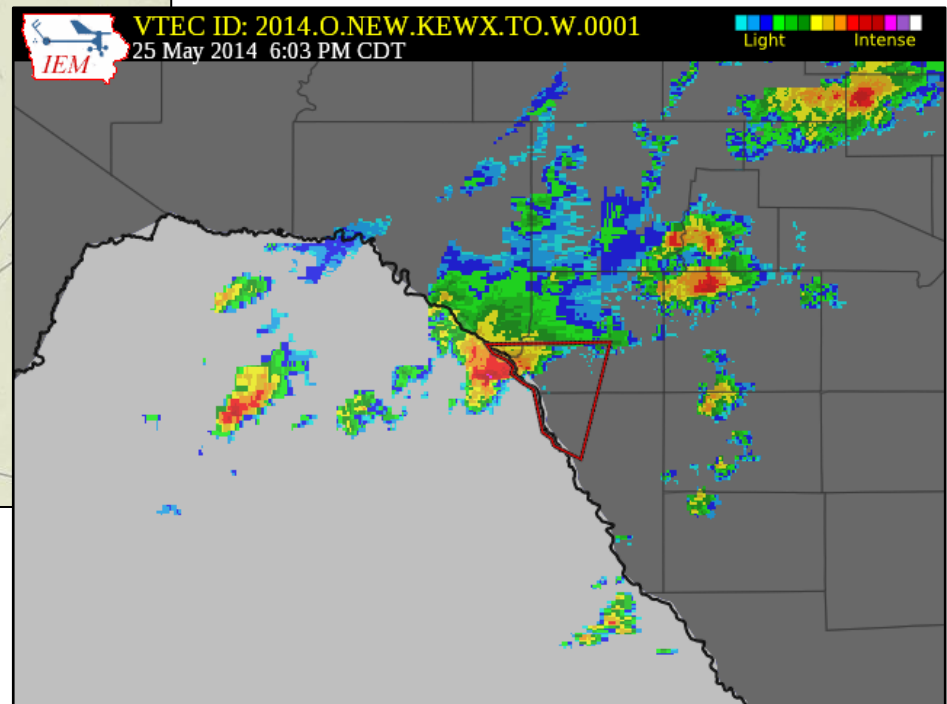 VTEC ID: 2014.O.NEW.KEWX.TO.W.0001
25 May 2014 6:03 PM CDT
IEM
Light Intense